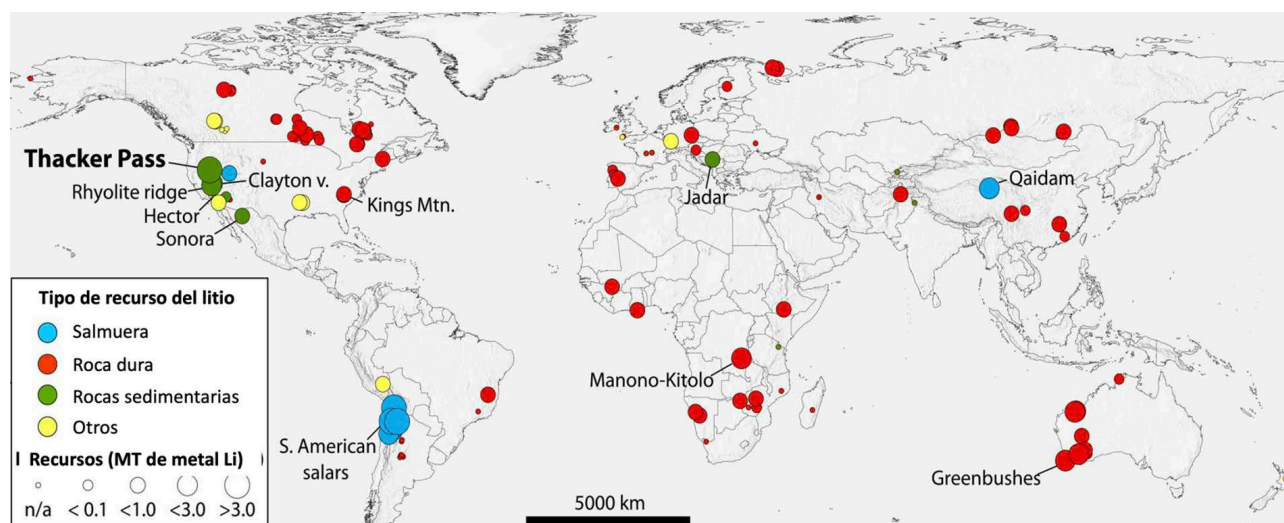 Thacker Pass
Rhyolite ridge
Clayton v.
Hector
Sonora
Kings Mtn.
Jadar
Qaidam
Manono-Kitolo
S. American
salars
Greenbushes
Tipo de recurso del litio
Salmuera
Roca dura
Rocas sedimentarias
Otros
l Recursos (MT de metal Li) )
n/a < 0.1 <1.0 <3.0 >3.0
5000 km